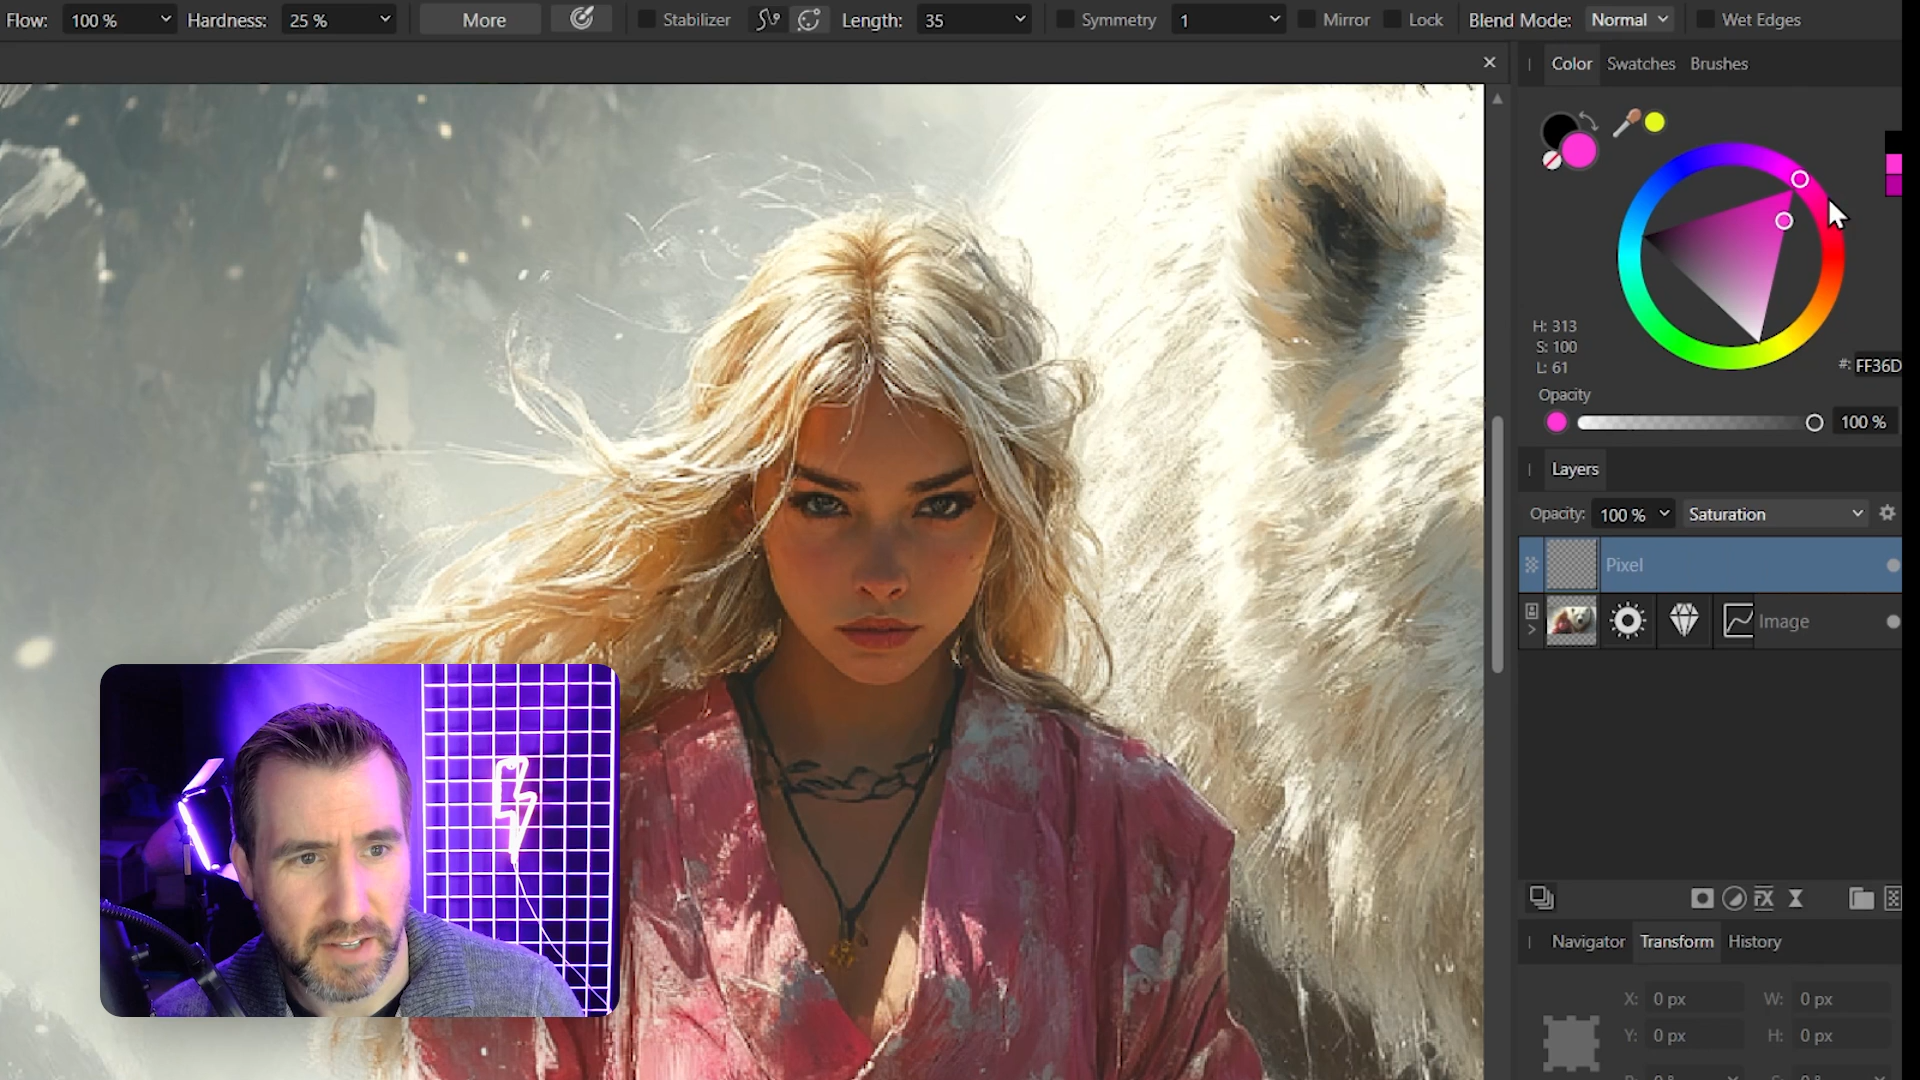 Flow: 100 % Hardness: 25 % More Stabilizer Length: 35 Symmetry 1 Mirror Lock Blend Mode: Normal Wet Edges
Color Swatches Brushes
H: 313
S: 100
L: 61
#: FF36D
Opacity
100 %
Layers
Opacity: 100 % Saturation
Pixel
Image
FX
Navigator Transform History
X: 0 px W: 0 px
Y: 0 px H: 0 px